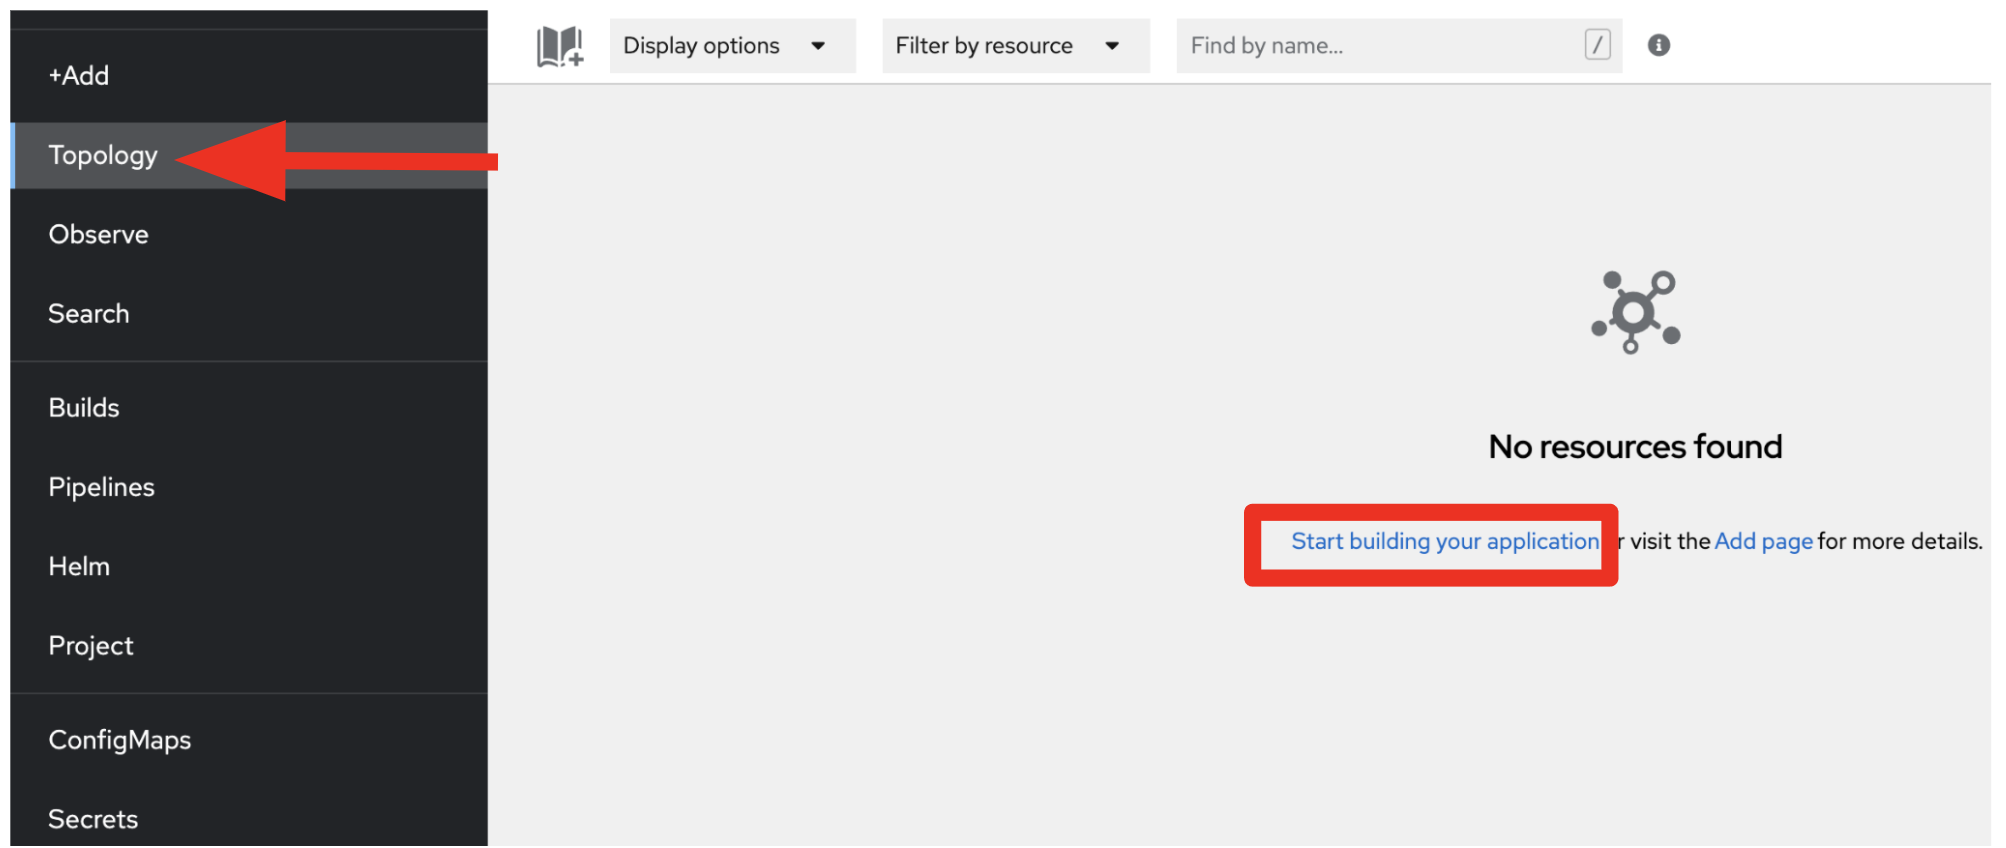 +Add
Topology
Observe
Search
Builds
Pipelines
Helm
Project
ConfigMaps
Secrets
Display options
Filter by resource
Find by name...
/
i
No resources found
Start building your application r visit the Add page for more details.